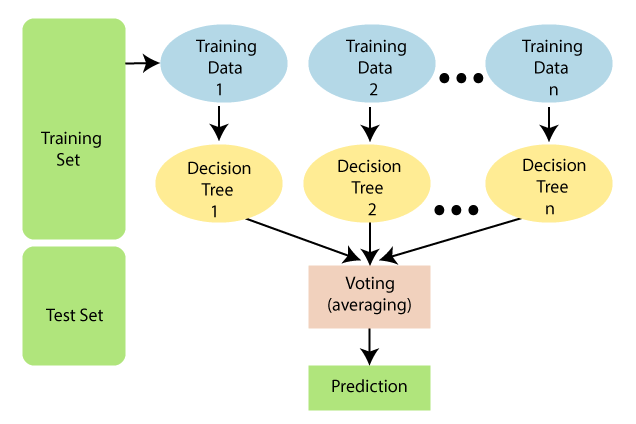 Training
Set
Training
Data
1
Training
Data
2
Training
Data
n
Decision
Tree
1
Decision
Tree
2
Decision
Tree
n
Test Set
Voting
(averaging)
Prediction